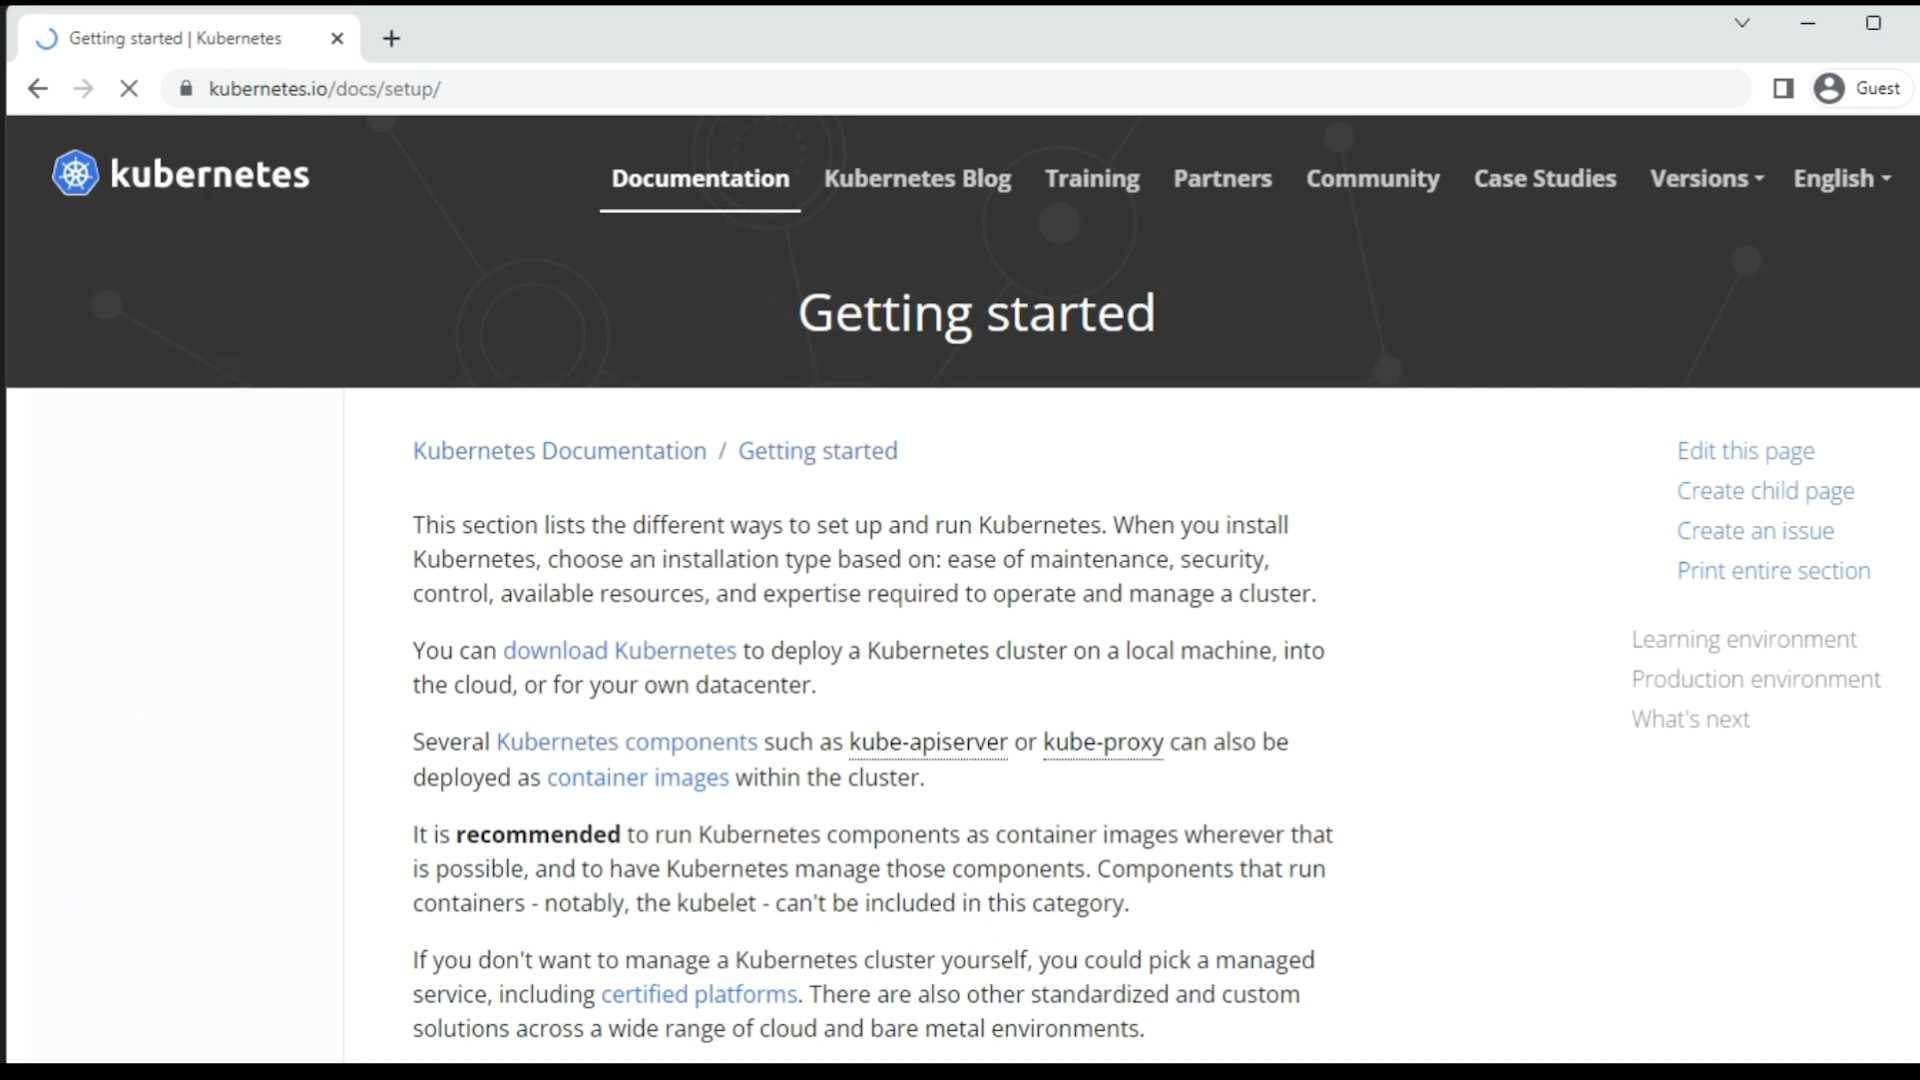 Getting started | Kubernetes
kubernetes.io/docs/setup/
Guest
kubernetes
Documentation
Kubernetes Blog
Training
Partners
Community
Case Studies
Versions
English
Getting started
Kubernetes Documentation / Getting started
This section lists the different ways to set up and run Kubernetes. When you install
Kubernetes, choose an installation type based on: ease of maintenance, security,
control, available resources, and expertise required to operate and manage a cluster.
You can download Kubernetes to deploy a Kubernetes cluster on a local machine, into
the cloud, or for your own datacenter.
Several Kubernetes components such as kube-apiserver or kube-proxy can also be
deployed as container images within the cluster.
It is recommended to run Kubernetes components as container images wherever that
is possible, and to have Kubernetes manage those components. Components that run
containers - notably, the kubelet - can't be included in this category.
If you don't want to manage a Kubernetes cluster yourself, you could pick a managed
service, including certified platforms. There are also other standardized and custom
solutions across a wide range of cloud and bare metal environments.
Edit this page
Create child page
Create an issue
Print entire section
Learning environment
Production environment
What's next